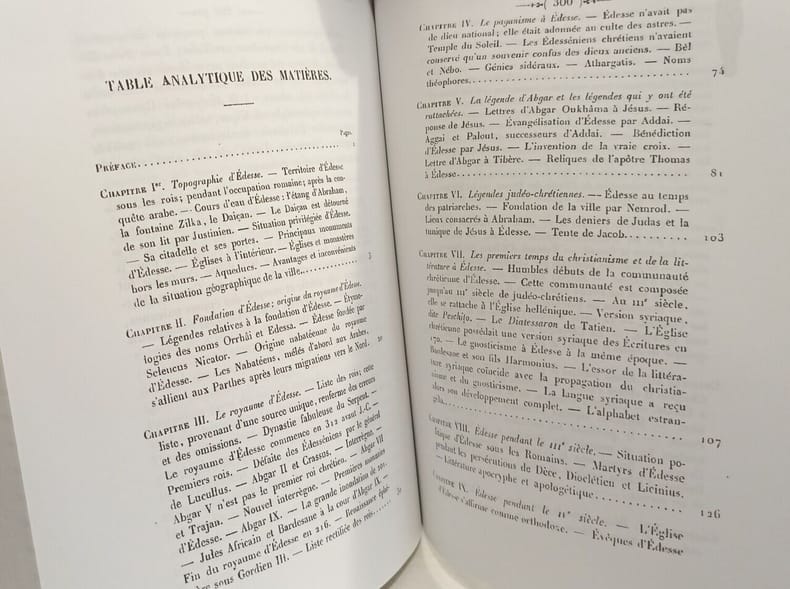 TABLE ANALYTIQUE DES MATIÈRES.
Pages.
PRÉFACE.
CHAPITRE Ier. Topographie d'Édesse. — Territoire d'Édesse
sous les rois; pendant l'occupation romaine; après la con-
quête arabe. — Cours d'eau d'Édesse : l'étang d'Abraham,
la fontaine Zilka, le Daiçan. — Le Daiçan est détourné
de son lit par Justinien. — Situation privilégiée d'Édesse.
— Sa citadelle et ses portes. — Principaux monuments
d'Édesse. — Églises à l'intérieur. — Églises et monastères
hors les murs. — Aqueducs. — Avantages et inconvénients
de la situation géographique de la ville.
CHAPITRE II. Fondation d'Édesse; origine du royaume d'Édesse.
— Légendes relatives à la fondation d'Édesse. — Étymo-
logies des noms Orrhâi et Edessa. — Édesse fondée par
Seleucus Nicator. — Origine nabatéenne du royaume
d'Édesse. — Les Nabatéens, mêlés d'abord aux Arabes,
s'allient aux Parthes après leurs migrations vers le Nord.
CHAPITRE III. Le royaume d'Édesse. — Liste des rois; cette
liste, provenant d'une source unique, renferme des erreurs
et des omissions. — Dynastie fabuleuse du Serpent. —
Le royaume d'Édesse commence en 312 avant J.-C. —
Premiers rois. — Défaite des Édesséniens par le général
de Lucullus. — Abgar II et Crassus. — Interrègne. —
Abgar V n'est pas le premier roi chrétien. — Abgar VII
et Trajan. — Nouvel interrègne. — Premières monnaies
d'Édesse. — Abgar IX. — La grande inondation de 201.
— Jules Africain et Bardesane à la cour d'Abgar IX. —
Fin du royaume d'Édesse en 216. — Renaissance éphé-
mère sous Gordien III. — Liste rectifiée des rois.
( 300 )
CHAPITRE IV. Le paganisme à Édesse. — Édesse n'avait pas
de dieu national; elle était adonnée au culte des astres. —
Temple du Soleil. — Les Édesséniens chrétiens n'avaient
conservé qu'un souvenir confus des dieux anciens. — Bêl
et Nébo. — Génies sidéraux. — Athargatis. — Noms
théophores. 74
CHAPITRE V. La légende d'Abgar et les légendes qui y ont été
rattachées. — Lettres d'Abgar Oukhâma à Jésus. — Ré-
ponse de Jésus. — Évangélisation d'Édesse par Addai. —
Aggai et Palout, successeurs d'Addai. — Bénédiction
d'Édesse par Jésus. — L'invention de la vraie croix. —
Lettre d'Abgar à Tibère. — Reliques de l'apôtre Thomas
à Édesse. 81
CHAPITRE VI. Légendes judéo-chrétiennes. — Édesse au temps
des patriarches. — Fondation de la ville par Nemrod. —
Lieux consacrés à Abraham. — Les deniers de Judas et la
tunique de Jésus à Édesse. — Tente de Jacob. 103
CHAPITRE VII. Les premiers temps du christianisme et de la lit-
térature à Édesse. — Humbles débuts de la communauté
chrétienne d'Édesse. — Cette communauté est composée
jusqu'au IIIe siècle de judéo-chrétiens. — Au IIIe siècle,
elle se rattache à l'Église hellénique. — Version syriaque,
dite Peschito. — Le Diatessaron de Tatien. — L'Église
chrétienne possédait une version syriaque des Écritures en
170. — Le gnosticisme à Édesse à la même époque. —
Bardesane et son fils Harmonius. — L'essor de la littéra-
ture syriaque coïncide avec la propagation du christia-
nisme et du gnosticisme. — La langue syriaque a reçu
alors son développement complet. — L'alphabet estran-
gelo. 107
CHAPITRE VIII. Édesse pendant le IIIe siècle. — Situation po-
litique d'Édesse sous les Romains. — Martyrs d'Édesse
pendant les persécutions de Dèce, Dioclétien et Licinius.
— Littérature apocryphe et apologétique. 126
CHAPITRE IX. Édesse pendant le IVe siècle. — L'Église
d'Édesse s'affirme comme orthodoxe. — Évêques d'Édesse